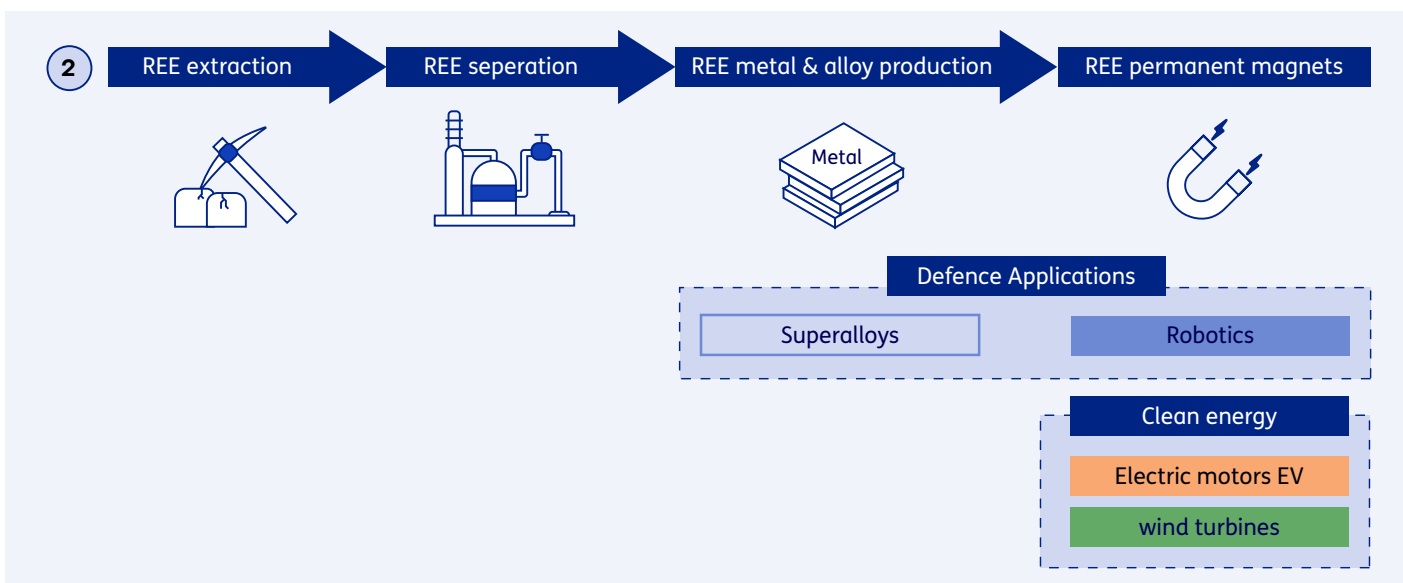 2
REE extraction
REE seperation
REE metal & alloy production
REE permanent magnets
Metal
Defence Applications
Superalloys
Robotics
Clean energy
Electric motors EV
wind turbines